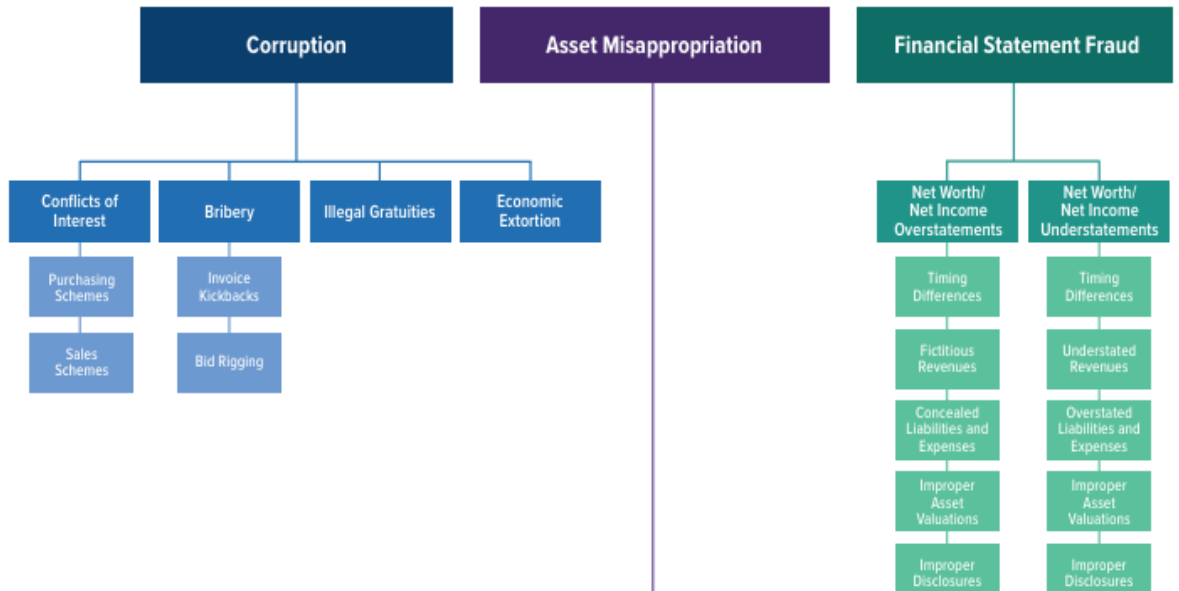 Corruption
Asset Misappropriation
Financial Statement Fraud
Conflicts of
Interest
Bribery
Illegal Gratuities
Economic
Extortion
Purchasing
Schemes
Sales
Schemes
Invoice
Kickbacks
Bid Rigging
Net Worth/
Net Income
Overstatements
Timing
Differences
Fictitious
Revenues
Concealed
Liabilities and
Expenses
Improper
Asset
Valuations
Improper
Disclosures
Net Worth/
Net Income
Understatements
Timing
Differences
Understated
Revenues
Overstated
Liabilities and
Expenses
Improper
Asset
Valuations
Improper
Disclosures